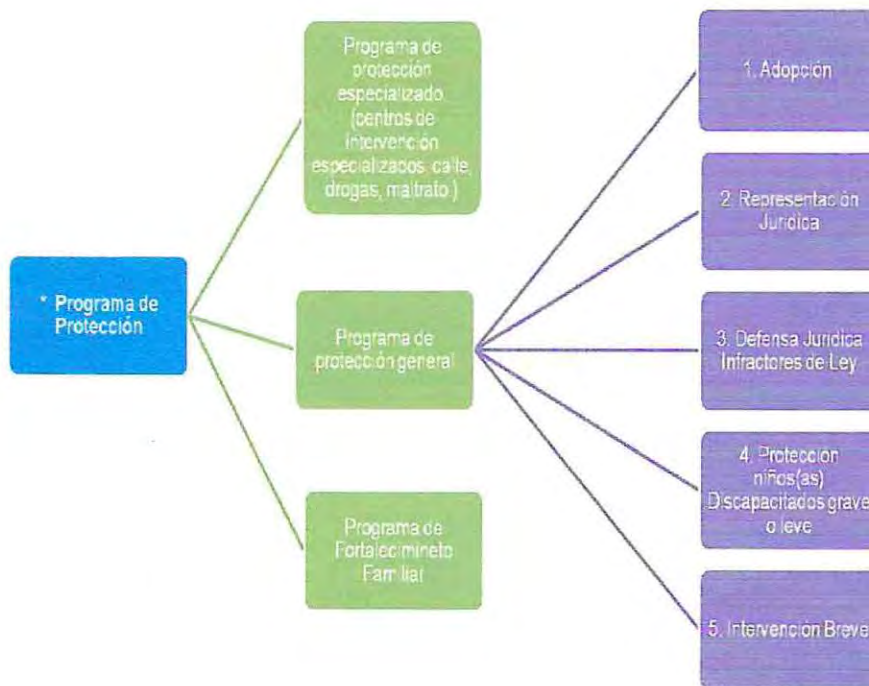 * Programa de
Protección
Programa de
protección
especializado
(centros de
intervención
especializados, calle,
drogas, maltrato )
Programa de
protección general
Programa de
Fortalecimineto
Familiar
1. Adopción
2. Representación
Jurídica
3. Defensa Jurídica
Infractores de Ley
4. Protección
niños(as)
Discapacitados grave
o leve
5. Intervención Breve